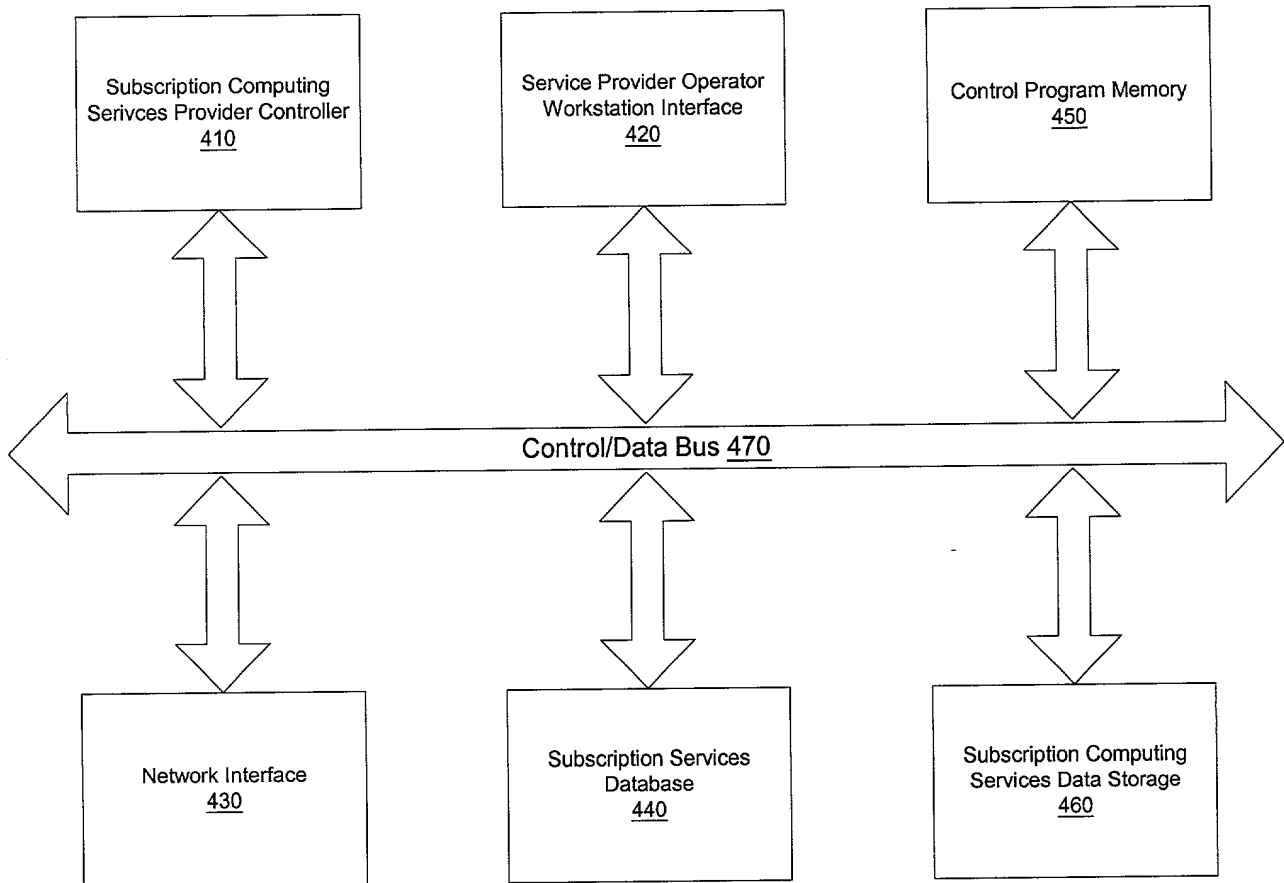 Subscription Computing
Serivces Provider Controller
410
Service Provider Operator
Workstation Interface
420
Control Program Memory
450
Control/Data Bus 470
Network Interface
430
Subscription Services
Database
440
Subscription Computing
Services Data Storage
460